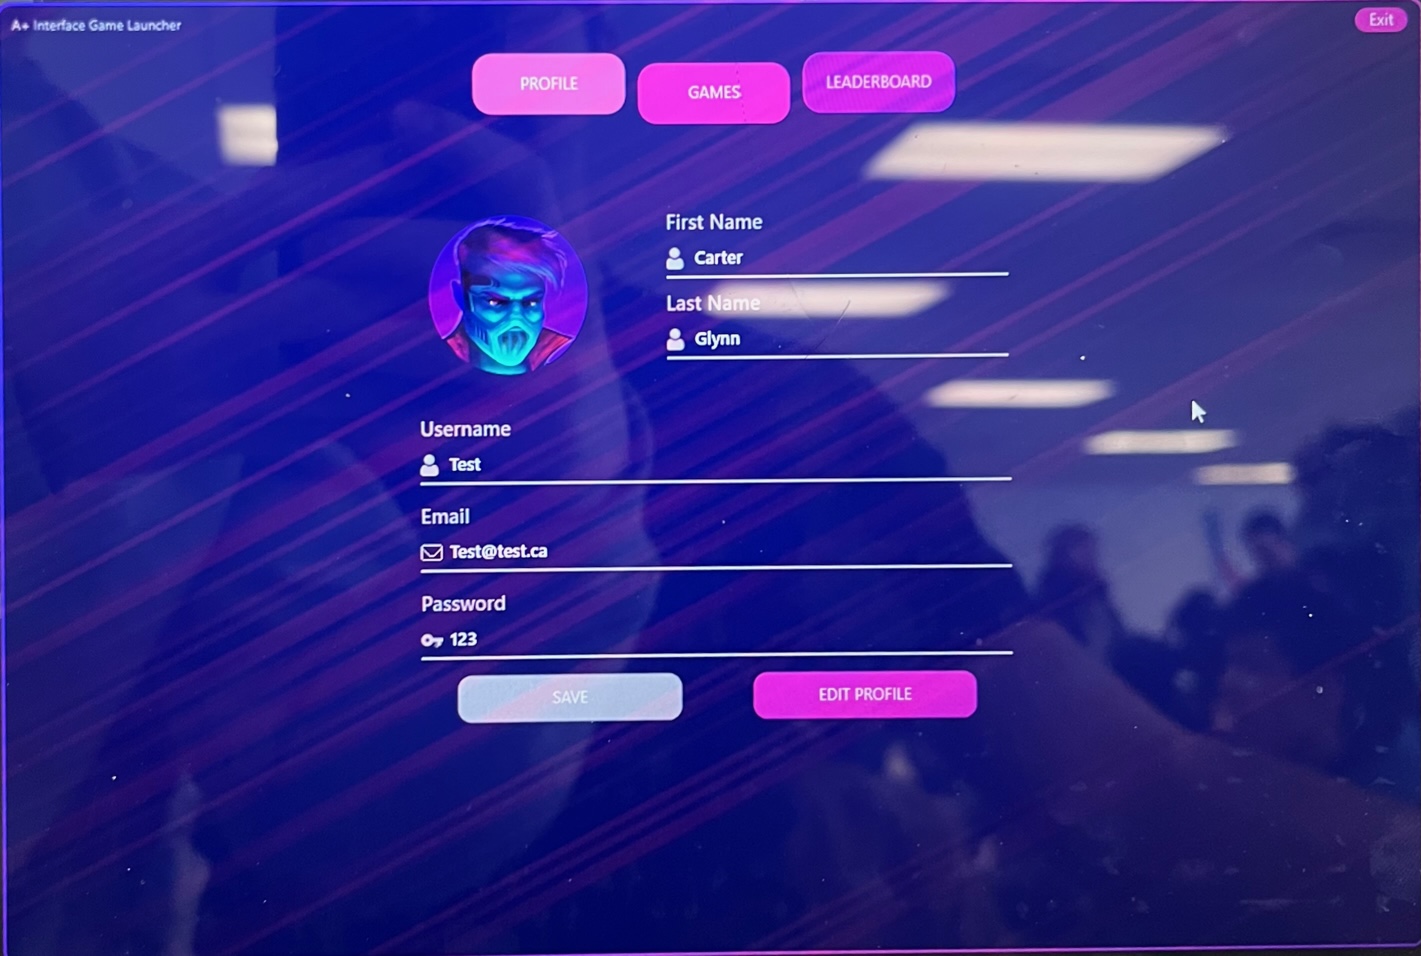 A+ Interface Game Launcher
Exit
PROFILE
GAMES
LEADERBOARD
First Name
Carter
Last Name
Glynn
Username
Test
Email
Test@test.ca
Password
123
SAVE
EDIT PROFILE